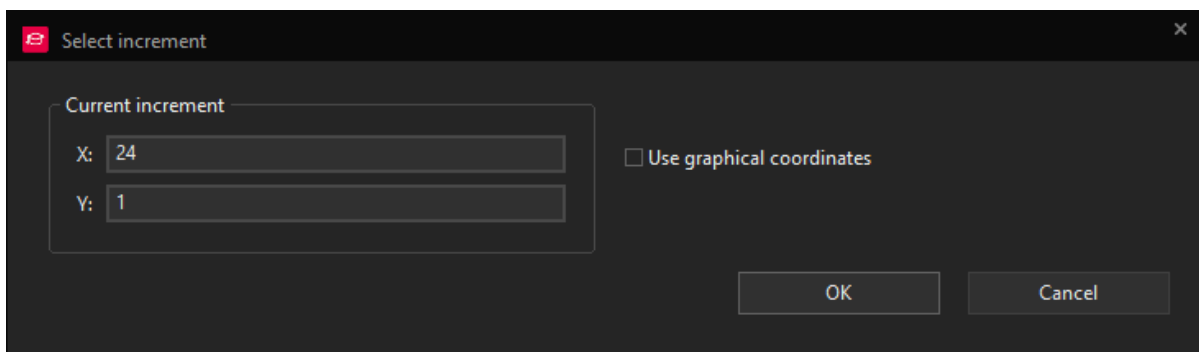 Select increment
Current increment
X: 24
Y: 1
Use graphical coordinates
OK Cancel